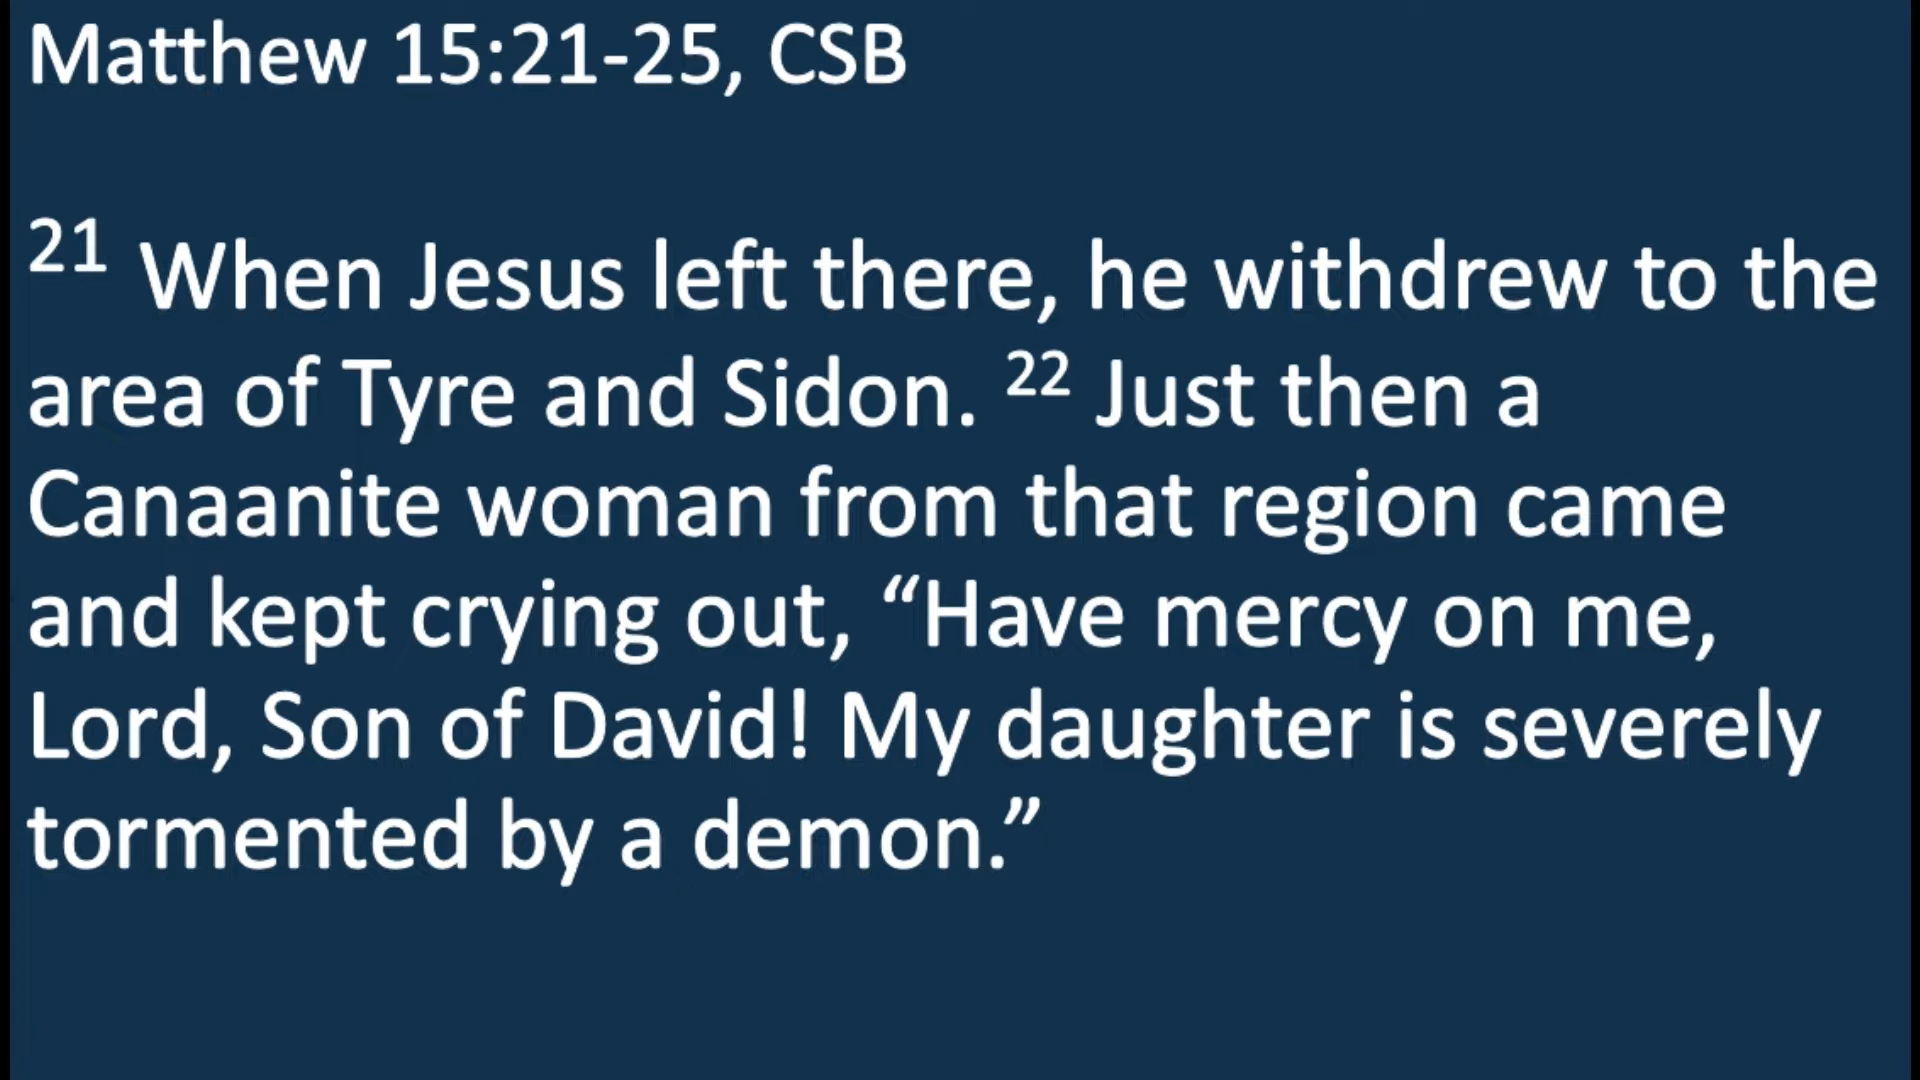 Matthew 15:21-25, CSB
21 When Jesus left there, he withdrew to the
area of Tyre and Sidon. 22 Just then a
Canaanite woman from that region came
and kept crying out, “Have mercy on me,
Lord, Son of David! My daughter is severely
tormented by a demon.”